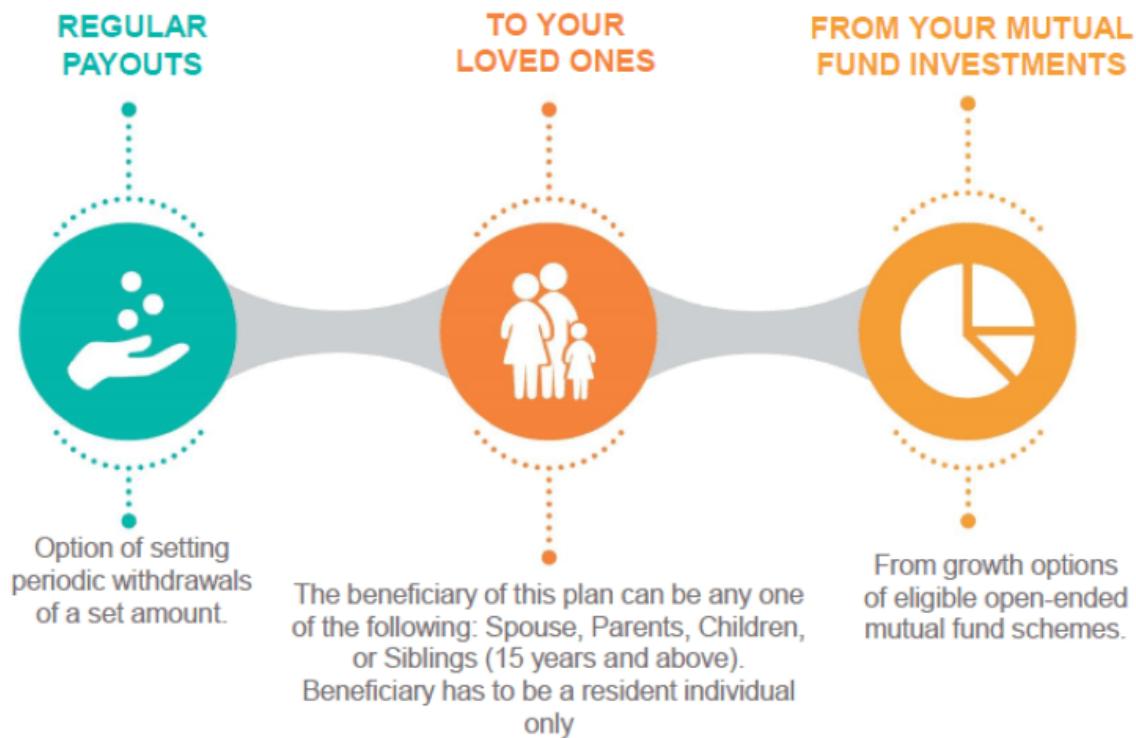 REGULAR
PAYOUTS
TO YOUR
LOVED ONES
FROM YOUR MUTUAL
FUND INVESTMENTS
Option of setting
periodic withdrawals
of a set amount.
The beneficiary of this plan can be any one
of the following: Spouse, Parents, Children,
or Siblings (15 years and above).
Beneficiary has to be a resident individual
only
From growth options
of eligible open-ended
mutual fund schemes.